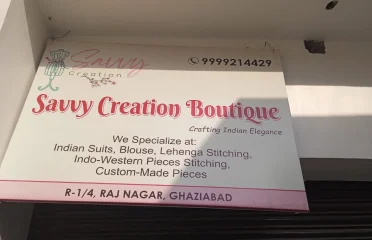 9999214429
Savvy
Creation
Savvy Creation Boutique
Crafting Indian Elegance
We Specialize at:
Indian Suits, Blouse, Lehenga Stitching,
Indo-Western Pieces Stitching,
Custom-Made Pieces
R-1/4, RAJ NAGAR, GHAZIABAD